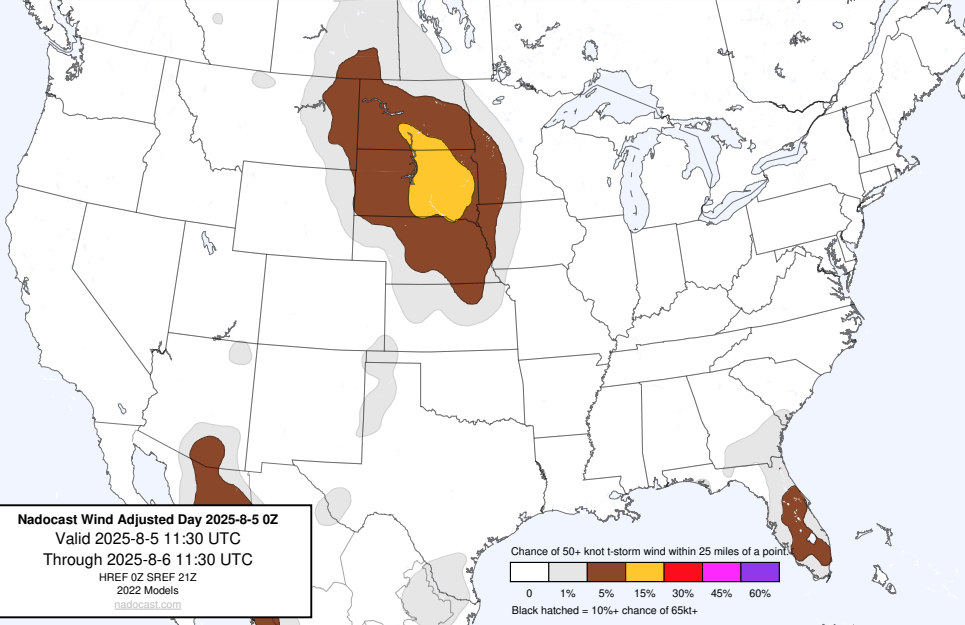 Nadocast Wind Adjusted Day 2025-8-5 0Z
Valid 2025-8-5 11:30 UTC
Through 2025-8-6 11:30 UTC
HREF 0Z SREF 21Z
2022 Models
nadocast.com
Chance of 50+ knot t-storm wind within 25 miles of a point.
0 1% 5% 15% 30% 45% 60%
Black hatched = 10%+ chance of 65kt+